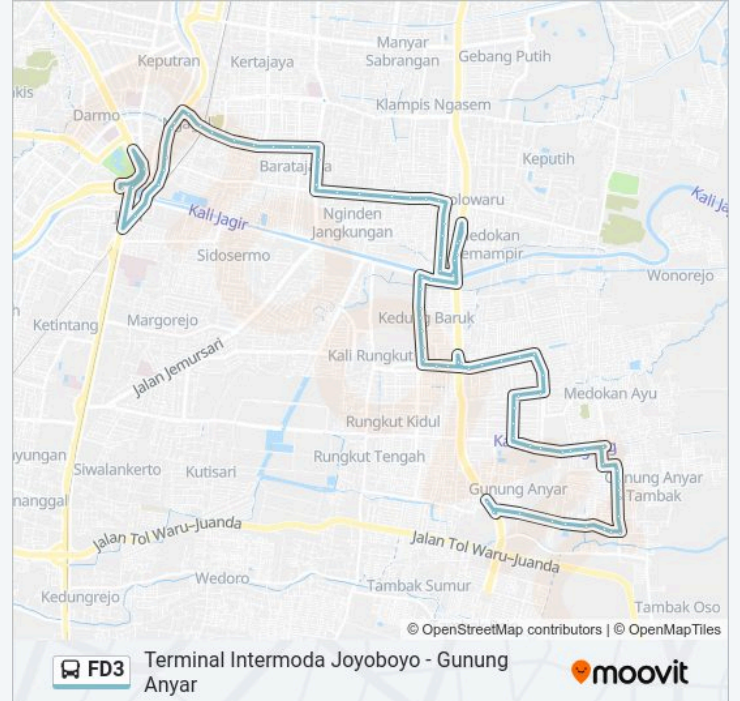 Manyar
Sabrangan
Gebang Putih
Keputran
Kertajaya
Klampis Ngasem
Darmo
Keputih
Kali Jagir
Nginden
Jangkungan
Sidosermo
Wonorejo
Ketintang
Margorejo
Kedung Baruk
Kali Rungkut
Jalan Jemursari
Medokan Ayu
Rungkut Kidul
Rungkut Tengah
Siwalankerto
Kutisari
Gunung Anyar
Tambak
Gunung Anyar
Jalan Tol Waru–Juanda
Jalan Tol Waru–Juanda
Wedoro
Tambak Sumur
Kedungrejo
Tambak Oso
© OpenStreetMap contributors | © OpenMapTiles
FD3
Terminal Intermoda Joyoboyo - Gunung
Anyar
moovit